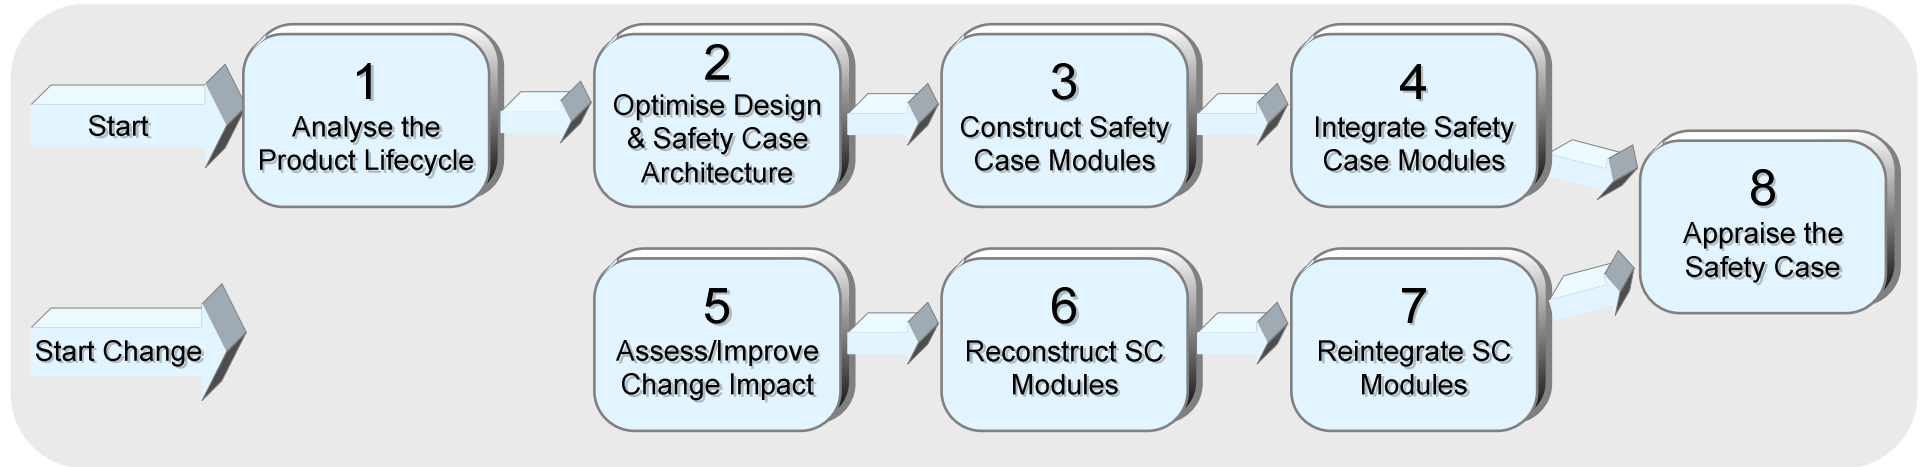 Start
1
Analyse the
Product Lifecycle
2
Optimise Design
& Safety Case
Architecture
3
Construct Safety
Case Modules
4
Integrate Safety
Case Modules
Start Change
5
Assess/Improve
Change Impact
6
Reconstruct SC
Modules
7
Reintegrate SC
Modules
8
Appraise the
Safety Case